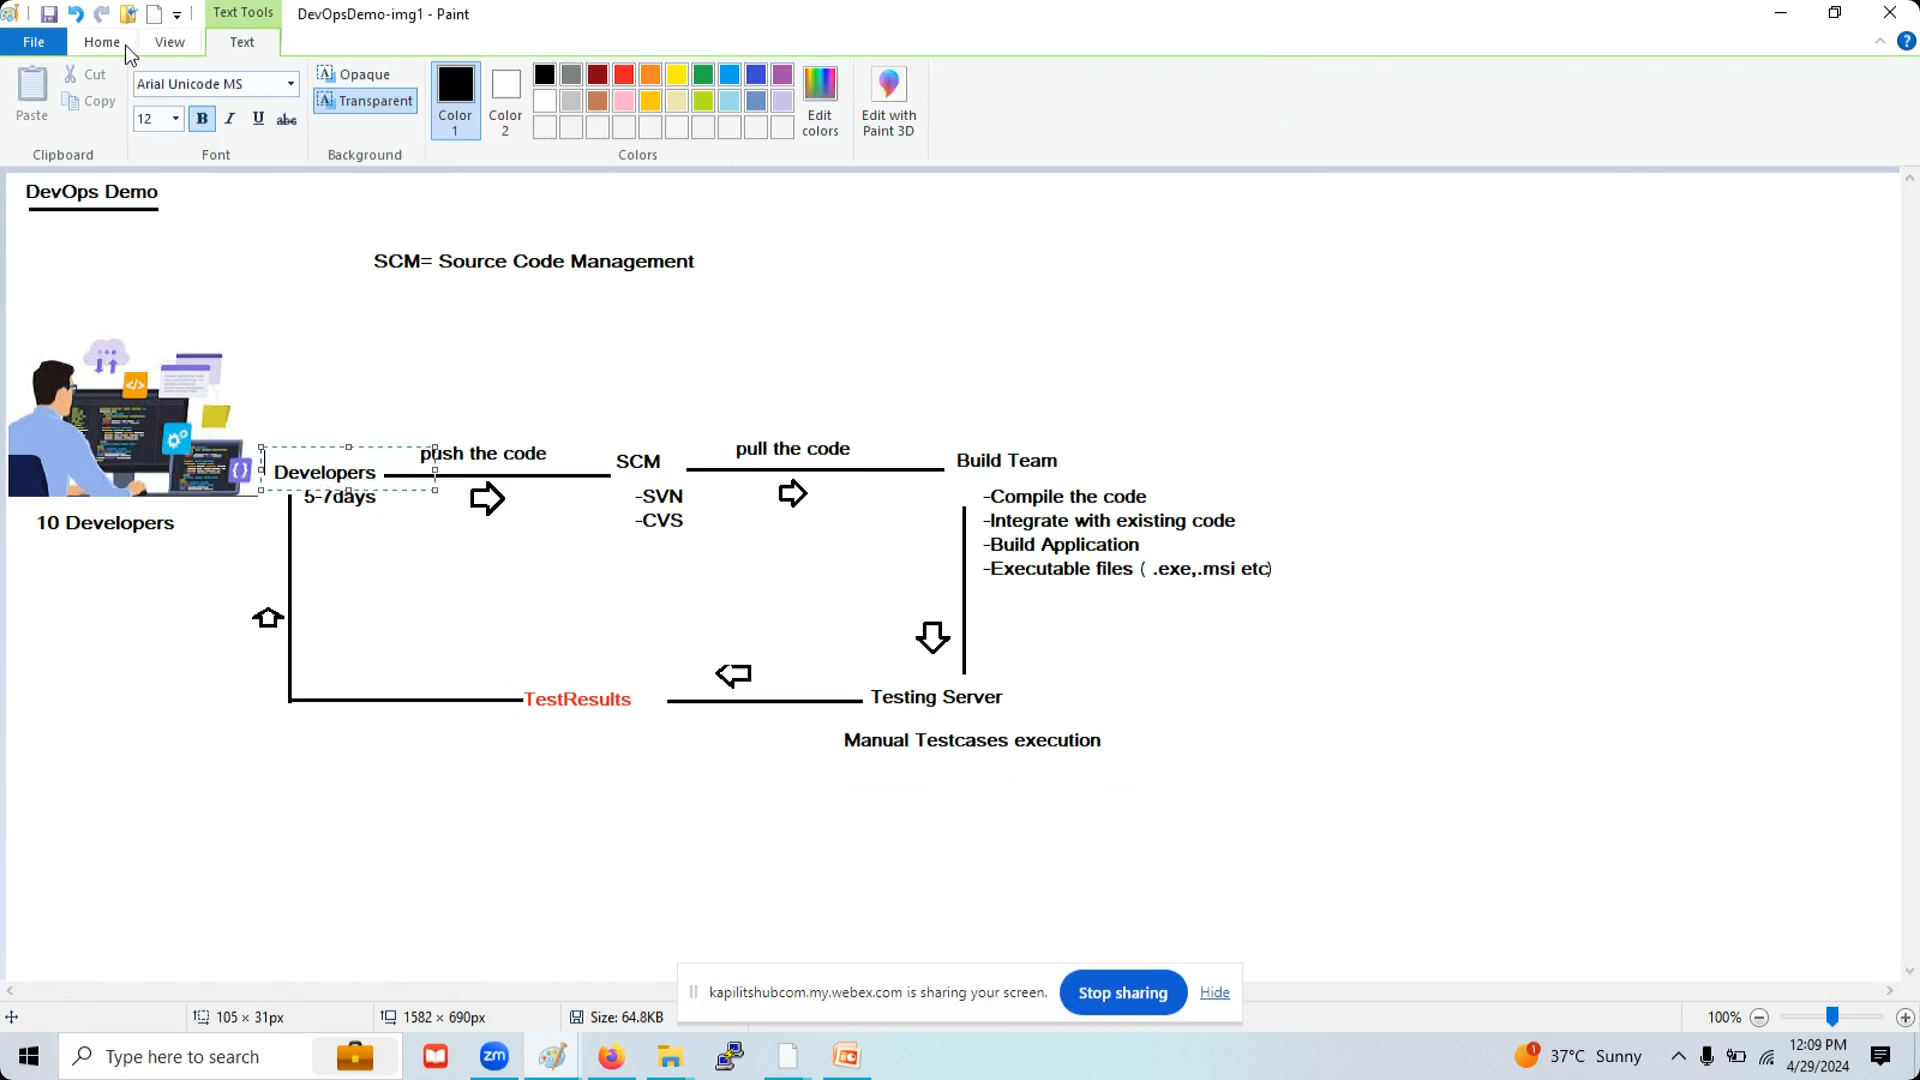 Text Tools
DevOpsDemo-img1 - Paint
File
Home
View
Text
Paste
Cut
Copy
Clipboard
Arial Unicode MS
12
B
I
U
abc
Font
Opaque
Transparent
Background
Color
1
Color
2
Edit
colors
Colors
Edit with
Paint 3D
DevOps Demo
SCM= Source Code Management
push the code
pull the code
Developers
SCM
Build Team
5-7days
-SVN
-CVS
-Compile the code
-Integrate with existing code
-Build Application
-Executable files ( .exe,.msi etc)
10 Developers
TestResults
Testing Server
Manual Testcases execution
kapilitshubcom.my.webex.com is sharing your screen.
Stop sharing
Hide
105 × 31px
1582 × 690px
Size: 64.8KB
100%
Type here to search
zm
1
37°C Sunny
12:09 PM
4/29/2024